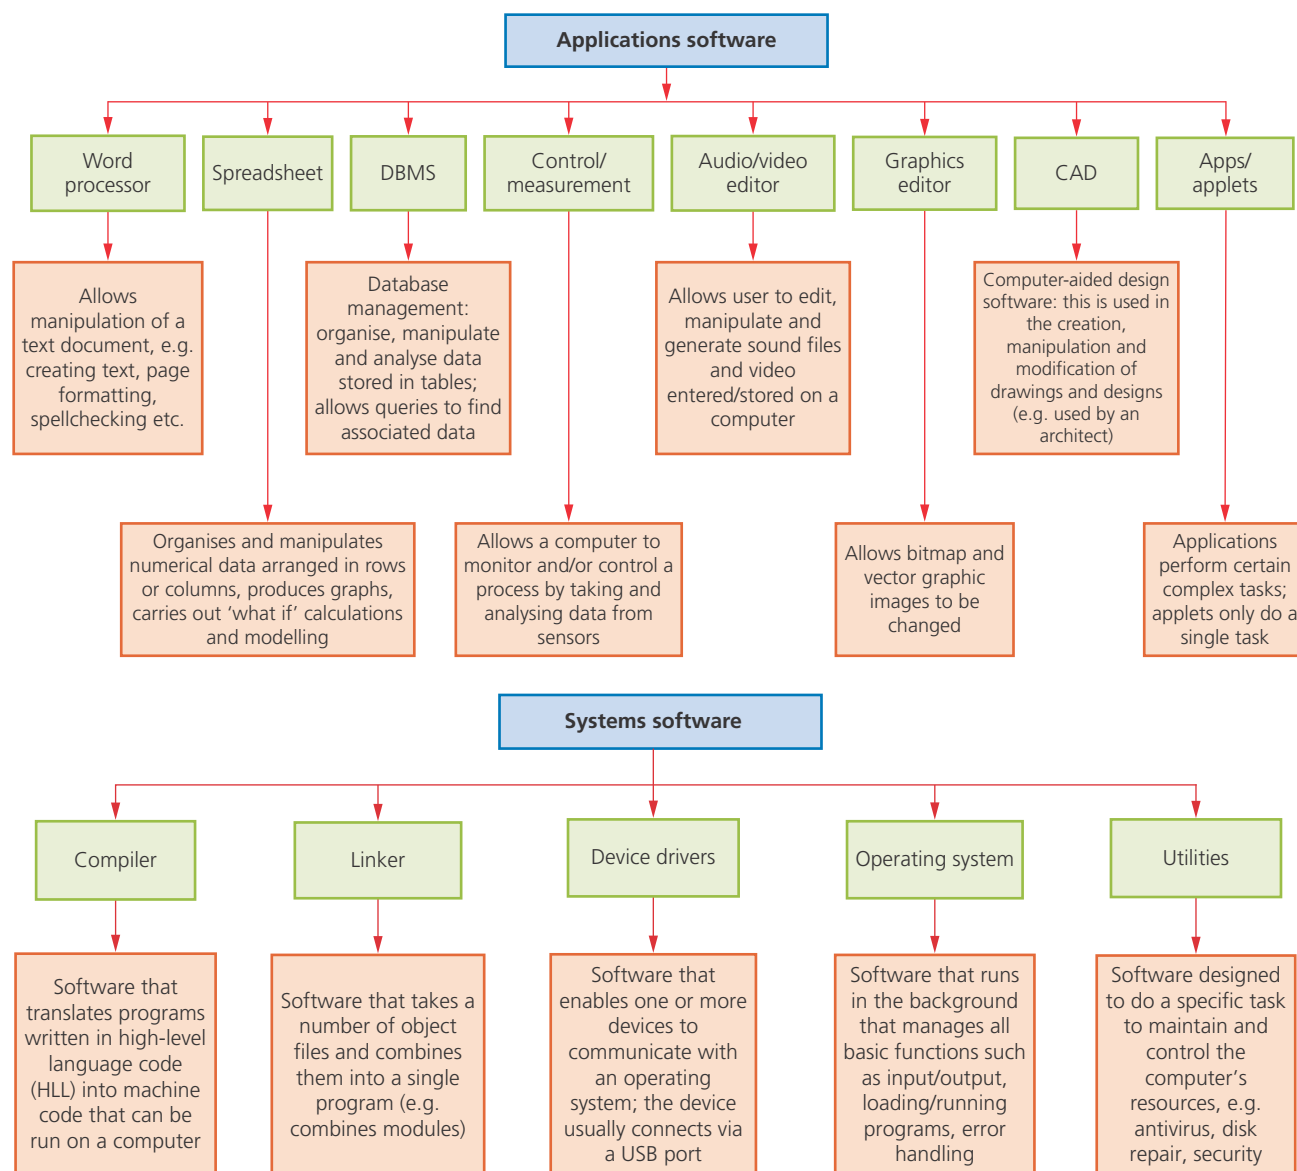 Applications software
Word
processor
Spreadsheet
DBMS
Control/
measurement
Audio/video
editor
Graphics
editor
CAD
Apps/
applets
Allows
manipulation of a
text document, e.g.
creating text, page
formatting,
spellchecking etc.
Database
management:
organise, manipulate
and analyse data
stored in tables;
allows queries to find
associated data
Allows user to edit,
manipulate and
generate sound files
and video
entered/stored on a
computer
Computer-aided design
software: this is used in
the creation,
manipulation and
modification of
drawings and designs
(e.g. used by an
architect)
Organises and manipulates
numerical data arranged in rows
or columns, produces graphs,
carries out ‘what if’ calculations
and modelling
Allows a computer to
monitor and/or control a
process by taking and
analysing data from
sensors
Allows bitmap and
vector graphic
images to be
changed
Applications
perform certain
complex tasks;
applets only do a
single task
Systems software
Compiler
Linker
Device drivers
Operating system
Utilities
Software that
translates programs
written in high-level
language code
(HLL) into machine
code that can be
run on a computer
Software that takes a
number of object
files and combines
them into a single
program (e.g.
combines modules)
Software that
enables one or more
devices to
communicate with
an operating
system; the device
usually connects via
a USB port
Software that runs
in the background
that manages all
basic functions such
as input/output,
loading/running
programs, error
handling
Software designed
to do a specific task
to maintain and
control the
computer’s
resources, e.g.
antivirus, disk
repair, security